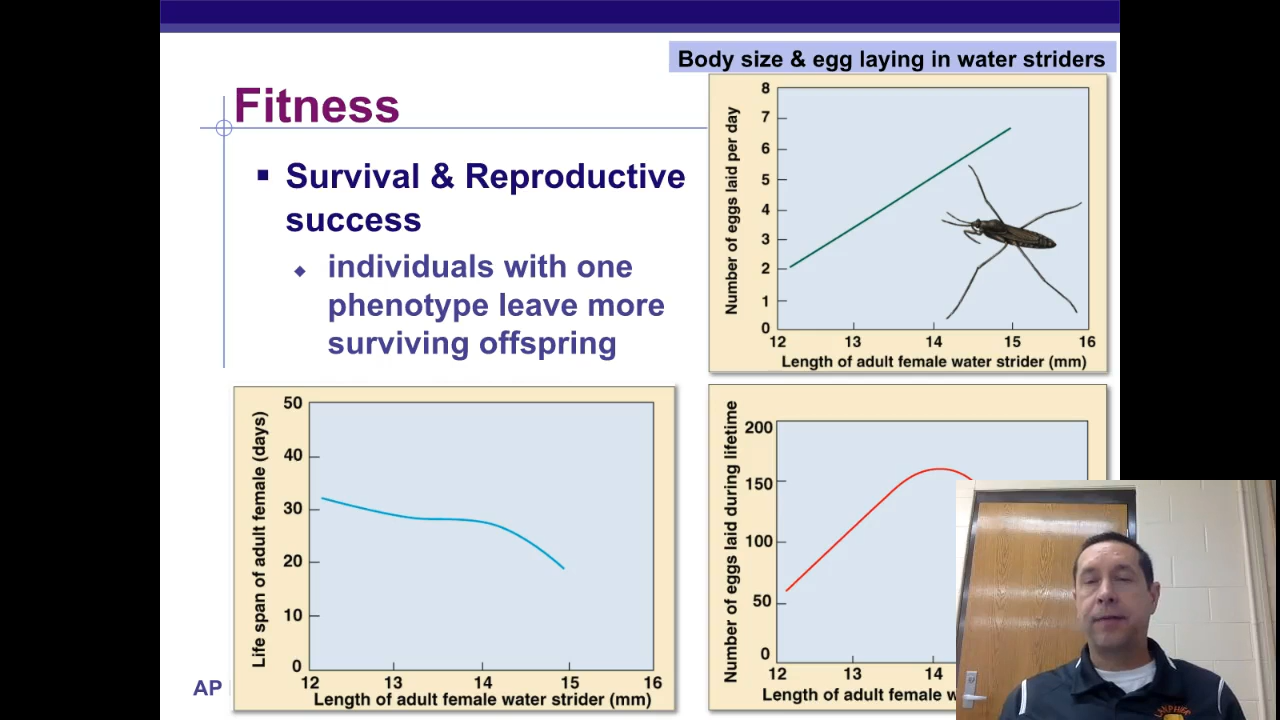 Body size & egg laying in water striders
Fitness
Survival & Reproductive
success
individuals with one
phenotype leave more
surviving offspring
Number of eggs laid per day
8
7
6
5
4
3
2
1
0
12 13 14 15 16
Length of adult female water strider (mm)
Life span of adult female (days)
50
40
30
20
10
0
12 13 14 15 16
Length of adult female water strider (mm)
Number of eggs laid during lifetime
200
150
100
50
0
12 13 14
Length of adult female w
AP
LANPHIER